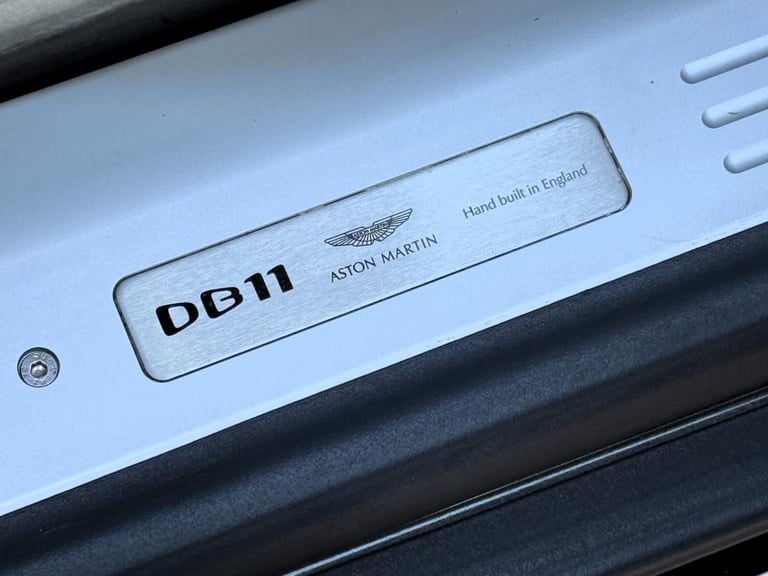 DB11
ASTON MARTIN
Hand built in England